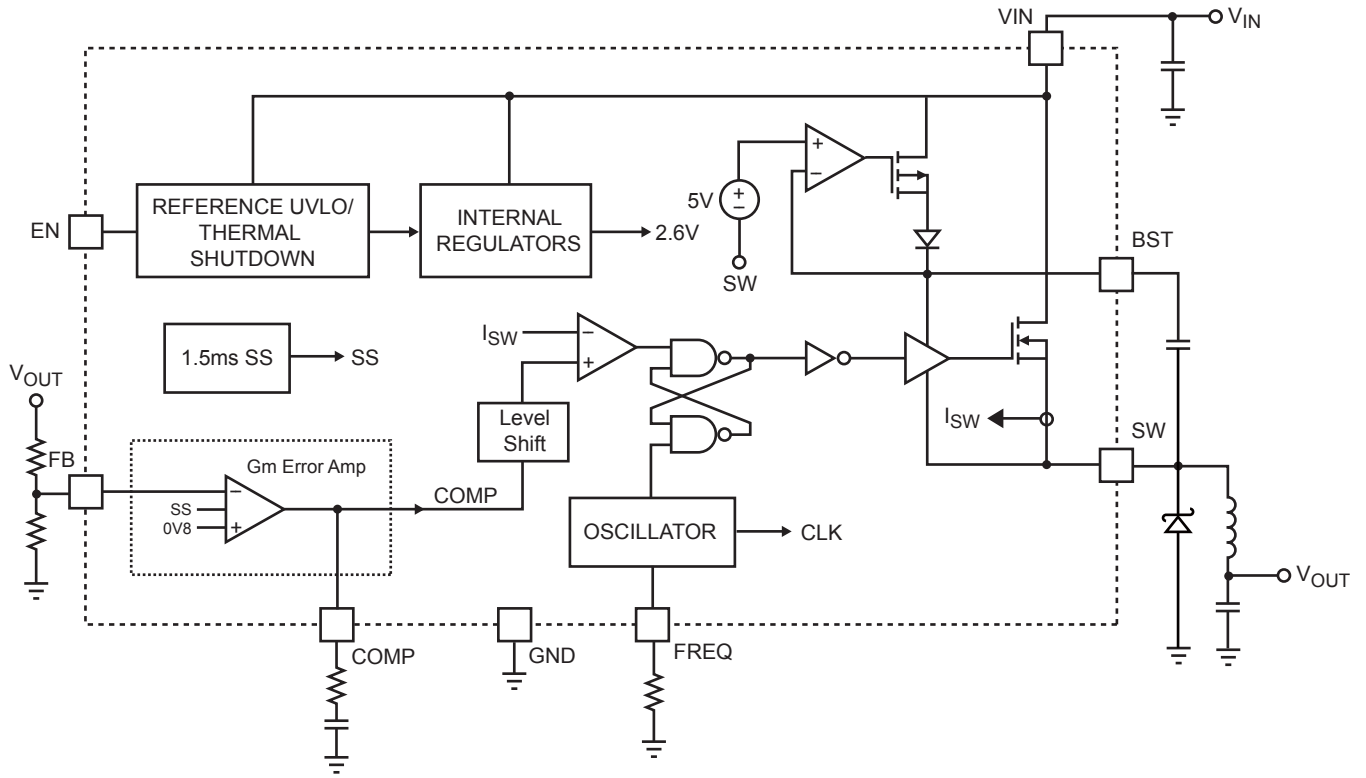 VIN
V_IN
REFERENCE UVLO/
THERMAL
SHUTDOWN
INTERNAL
REGULATORS
2.6V
EN
5V
+
−
+
−
SW
BST
1.5ms SS
SS
I_SW
−
+
Level
Shift
I_SW
SW
V_OUT
FB
Gm Error Amp
−
SS
0V8
+
COMP
OSCILLATOR
CLK
V_OUT
COMP
GND
FREQ